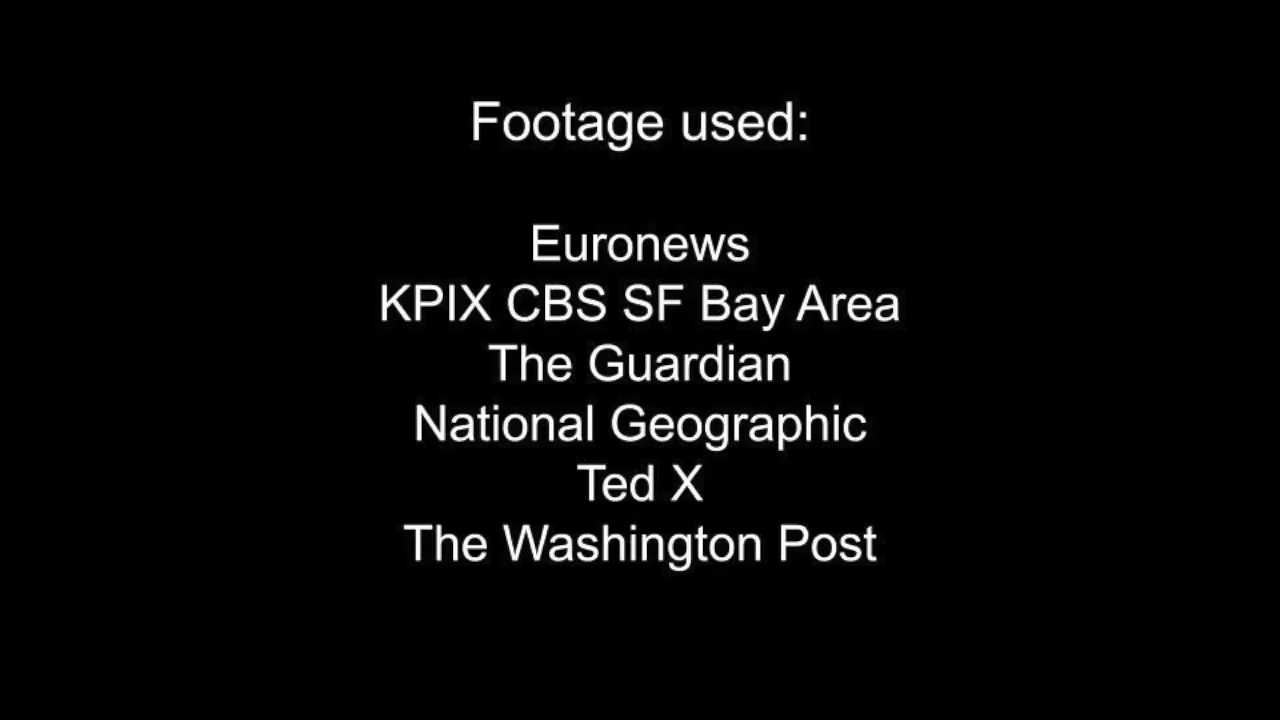 Footage used:
Euronews
KPIX CBS SF Bay Area
The Guardian
National Geographic
Ted X
The Washington Post